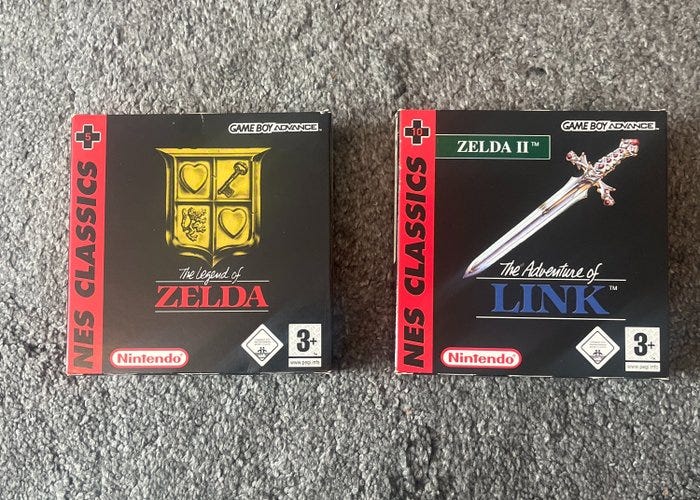 5
NES CLASSICS
GAME BOY ADVANCE
The Legend of
ZELDA
Nintendo
3+
www.pegi.info
10
NES CLASSICS
GAME BOY ADVANCE
ZELDA II™
The Adventure of
LINK™
Nintendo
3+
www.pegi.info